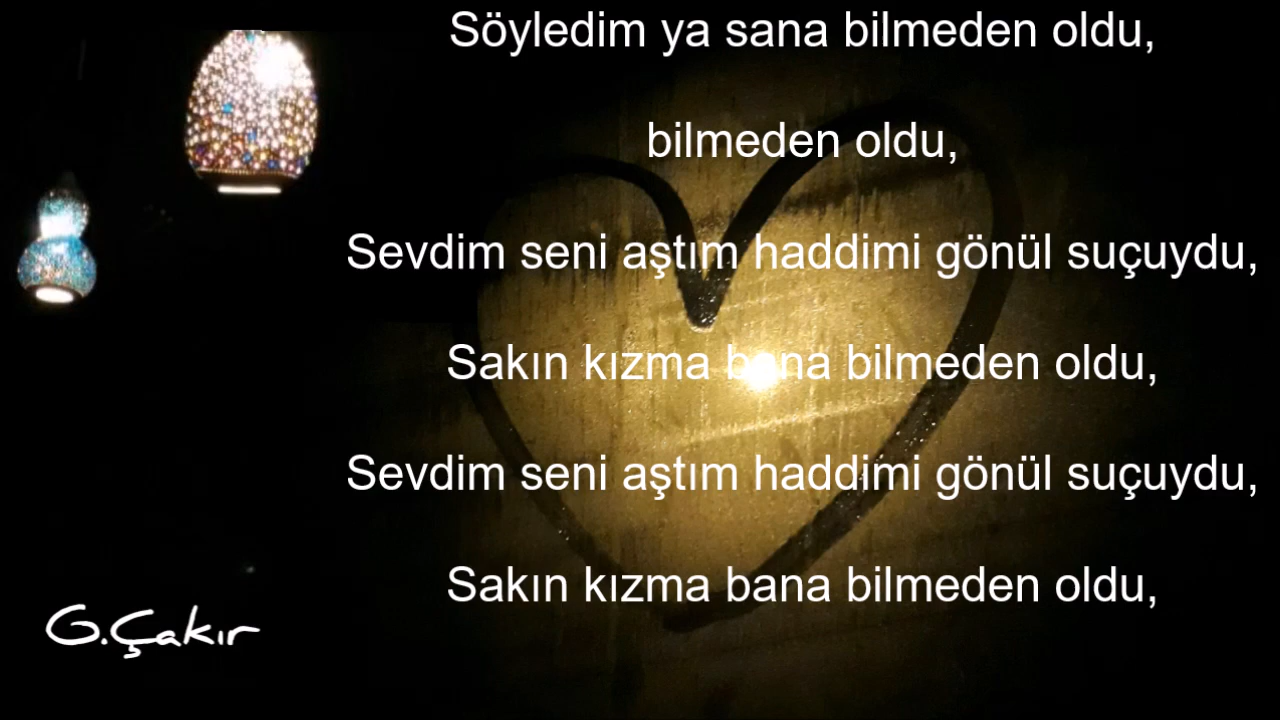 Söyledim ya sana bilmeden oldu,
bilmeden oldu,
Sevdim seni aştım haddimi gönül suçuydu,
Sakın kızma bana bilmeden oldu,
Sevdim seni aştım haddimi gönül suçuydu,
Sakın kızma bana bilmeden oldu,
G.Çakır